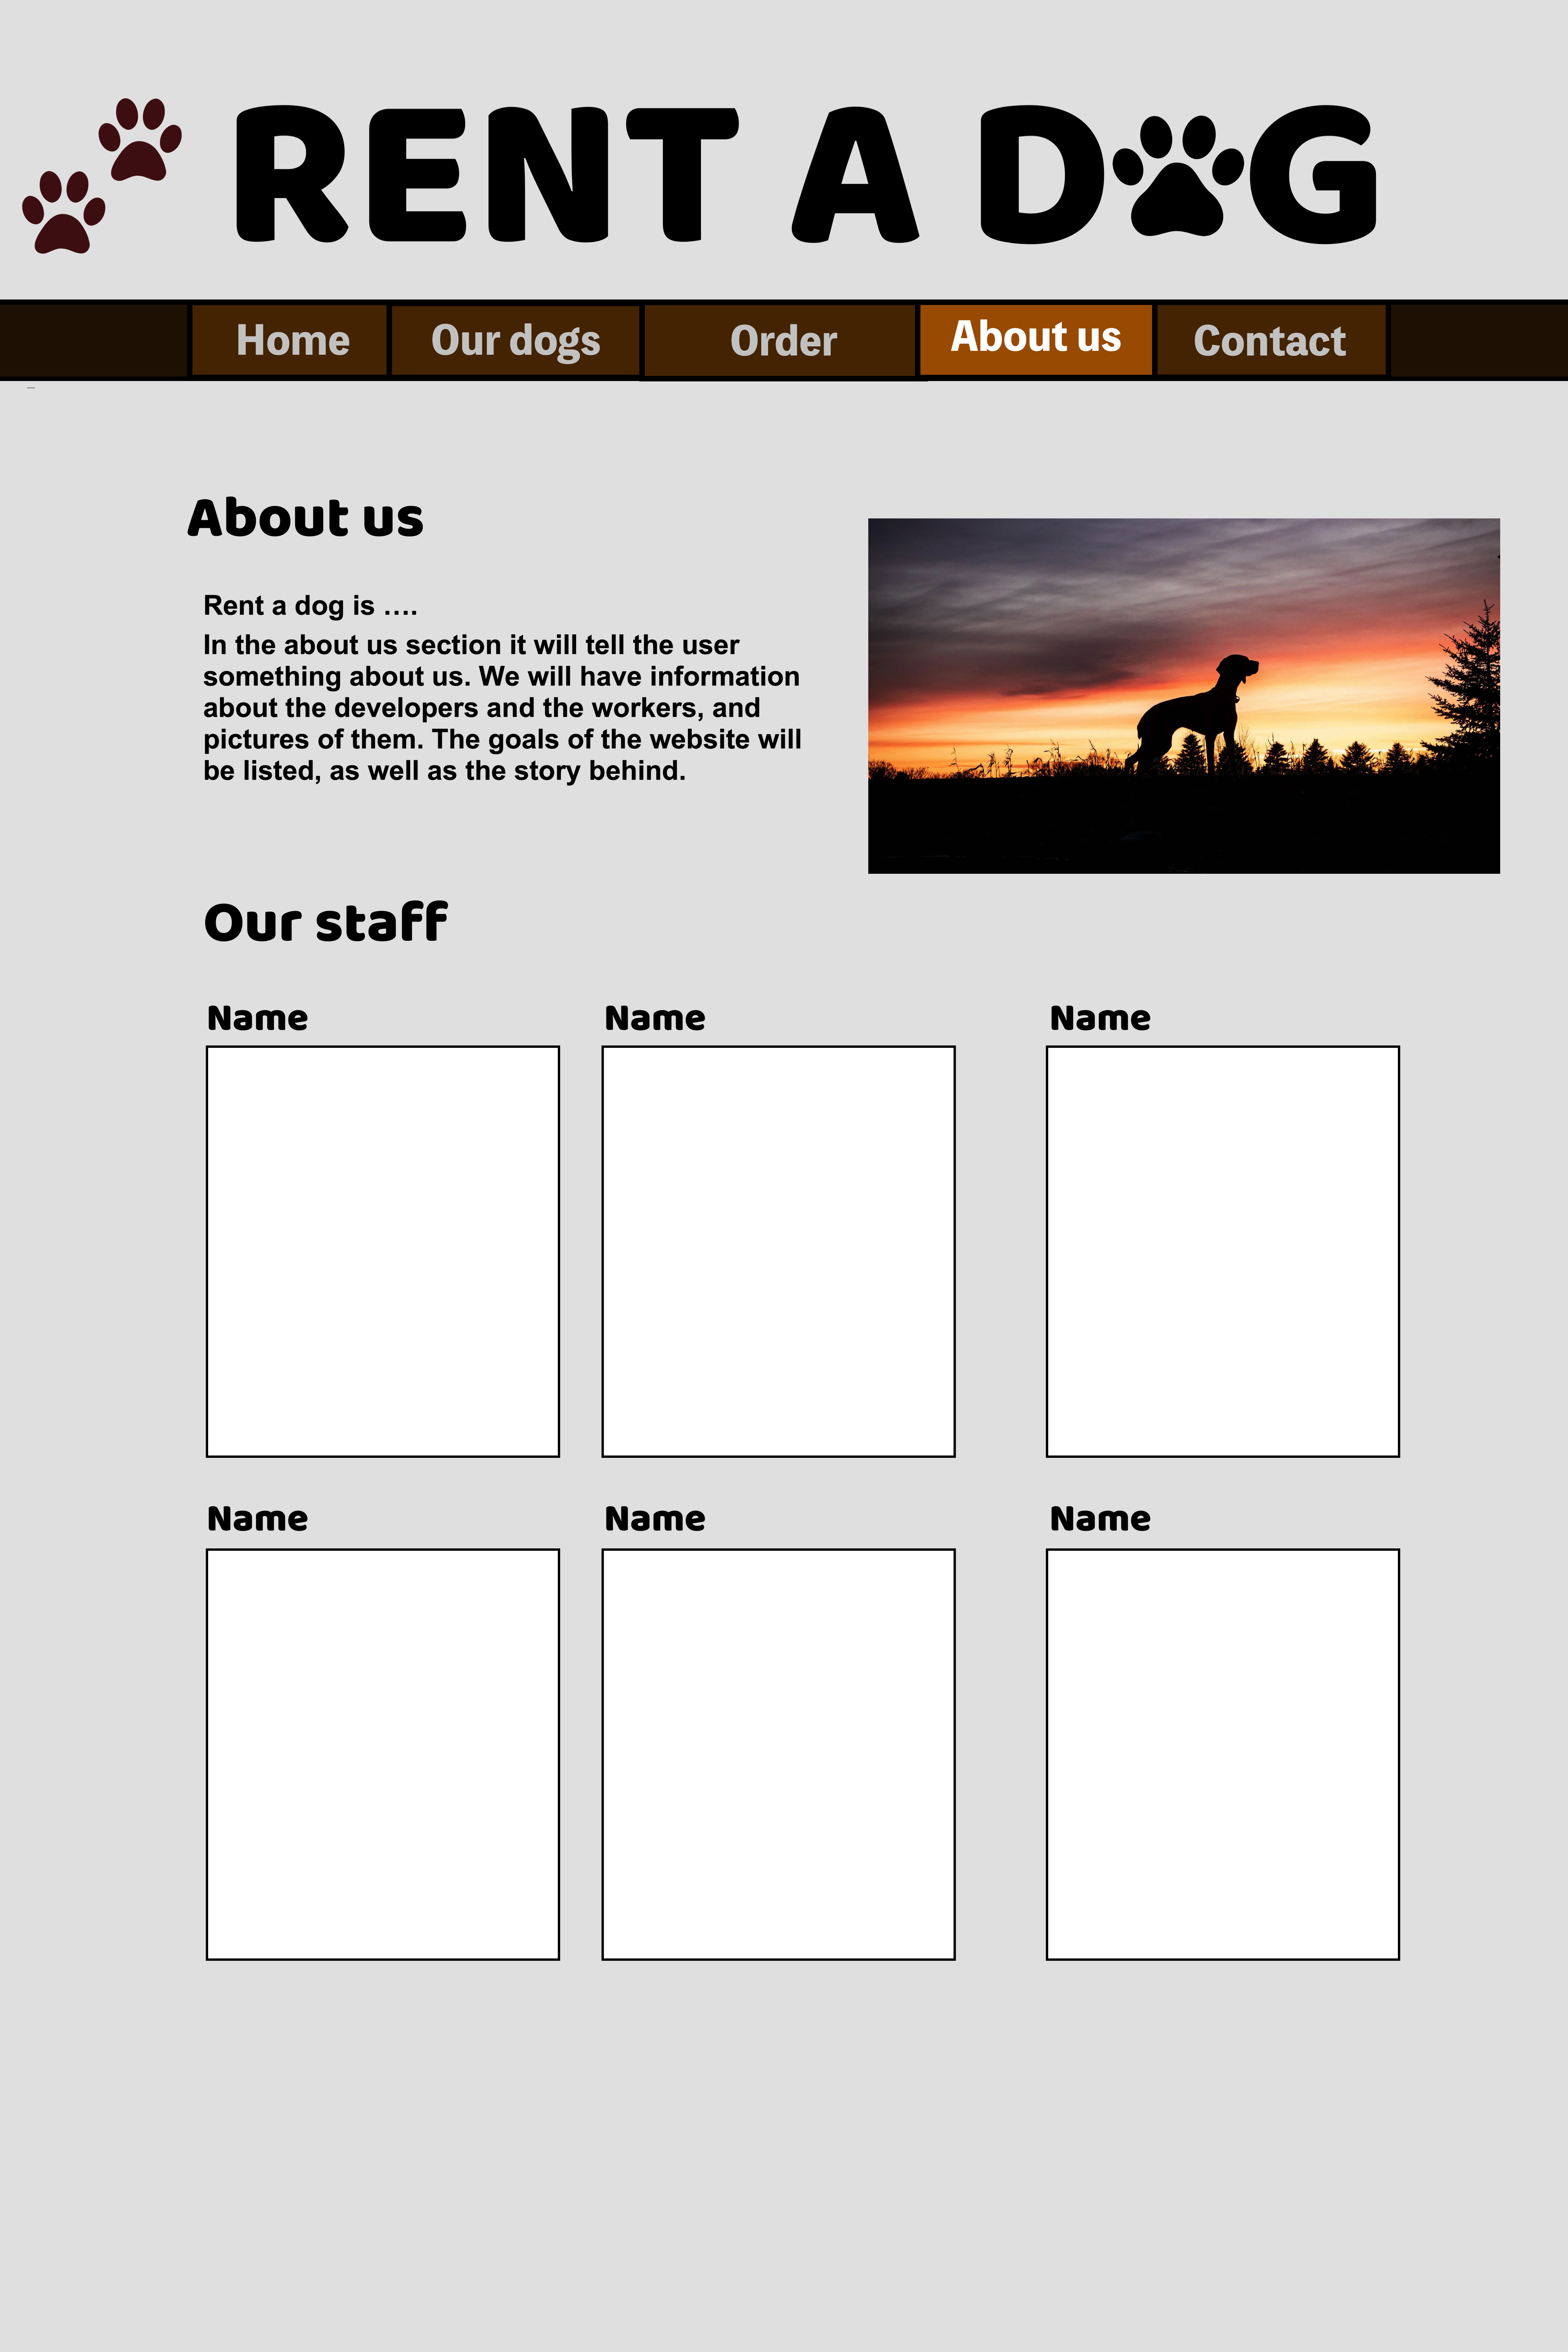 RENT A DOG
Home Our dogs Order About us Contact
About us
Rent a dog is ….
In the about us section it will tell the user
something about us. We will have information
about the developers and the workers, and
pictures of them. The goals of the website will
be listed, as well as the story behind.
Our staff
Name Name Name
Name Name Name